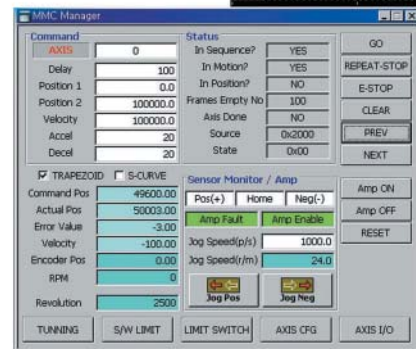 MMC Manager
Command
AXIS 0
Delay 100
Position 1 0.0
Position 2 100000.0
Velocity 100000.0
Accel 20
Decel 20
TRAPEZOID S-CURVE
Command Pos 49600.00
Actual Pos 50003.00
Error Value -3.00
Velocity -100.00
Encoder Pos 0.00
RPM 0
Revolution 2500
Status
In Sequence? YES
In Motion? YES
In Position? NO
Frames Empty No 100
Axis Done NO
Source 0x2000
State 0x00
Sensor Monitor / Amp
Pos(+) Home Neg(-)
Amp Fault Amp Enable
Jog Speed(p/s) 1000.0
Jog Speed(r/m) 24.0
Jog Pos Jog Neg
GO
REPEAT-STOP
E-STOP
CLEAR
PREV
NEXT
Amp ON
Amp OFF
RESET
TUNNING S/W LIMIT LIMIT SWITCH AXIS CFG AXIS I/O